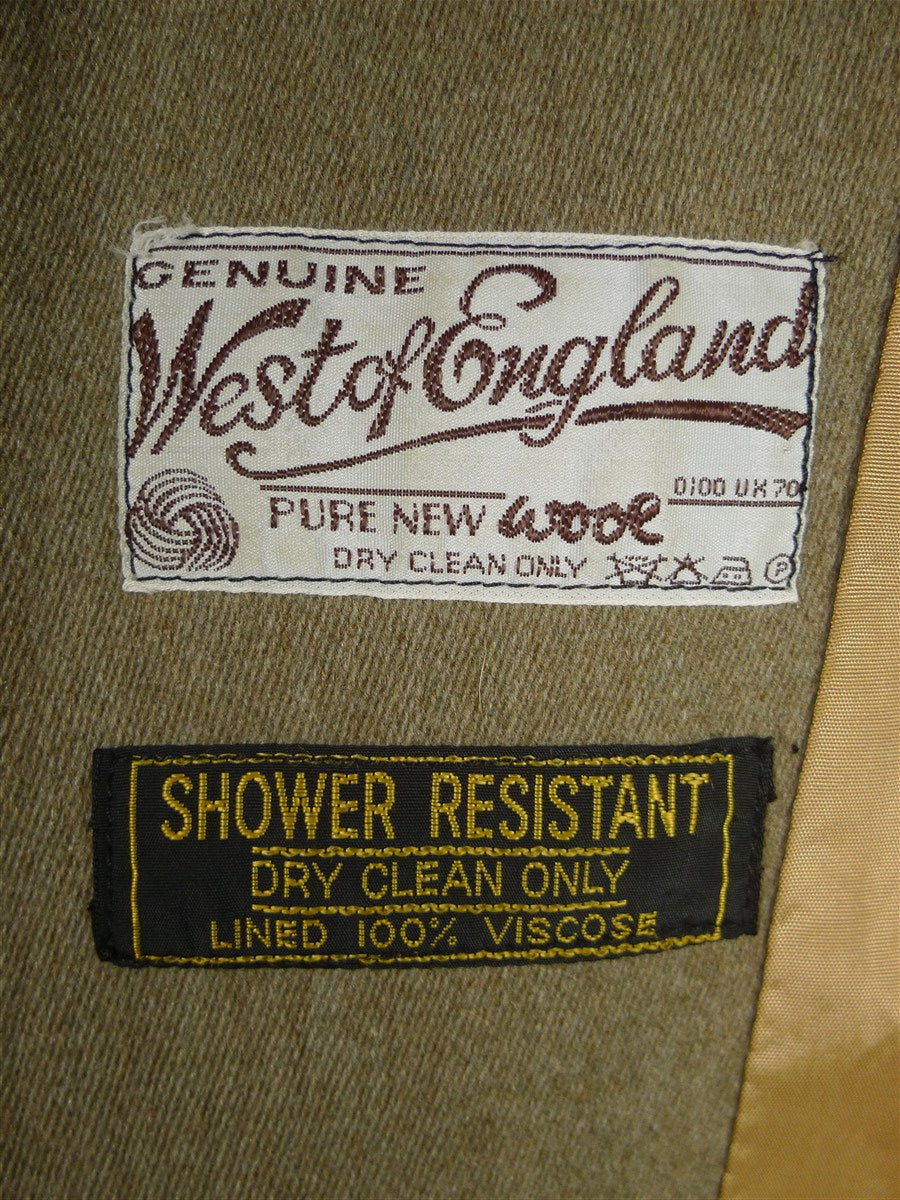 GENUINE
West of England
0100 UK 70
PURE NEW wool
DRY CLEAN ONLY
P
SHOWER RESISTANT
DRY CLEAN ONLY
LINED 100% VISCOSE